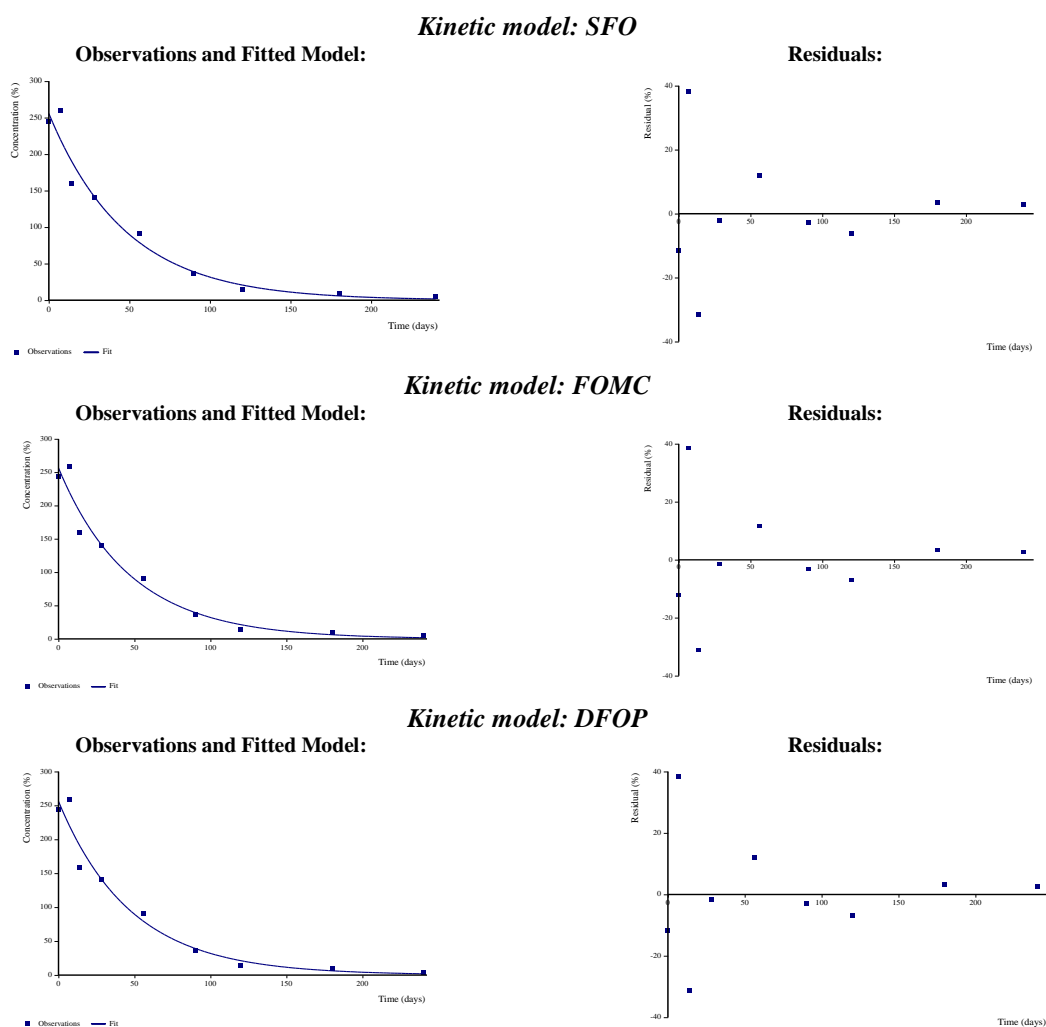 Kinetic model: SFO
Observations and Fitted Model:
Residuals:
Concentration (%)
300
250
200
150
100
50
0
0
50
100
150
200
Time (days)
Observations
Fit
Residual (%)
40
20
0
-20
-40
0
50
100
150
200
Time (days)
Kinetic model: FOMC
Observations and Fitted Model:
Residuals:
Concentration (%)
300
250
200
150
100
50
0
0
50
100
150
200
Time (days)
Observations
Fit
Residual (%)
40
20
0
-20
-40
0
50
100
150
200
Time (days)
Kinetic model: DFOP
Observations and Fitted Model:
Residuals:
Concentration (%)
300
250
200
150
100
50
0
0
50
100
150
200
Time (days)
Observations
Fit
Residual (%)
40
20
0
-20
-40
0
50
100
150
200
Time (days)